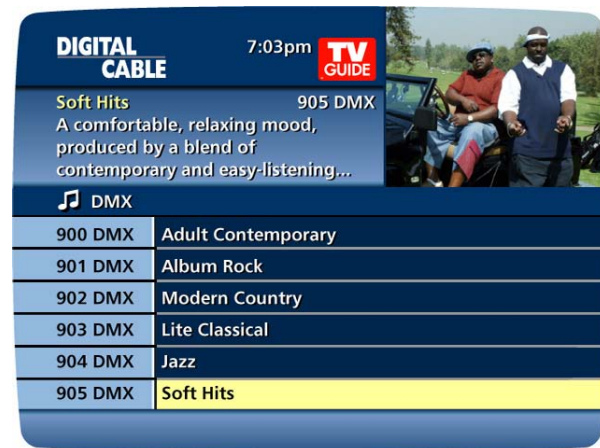 DIGITAL
CABLE
7:03pm
TV
GUIDE
Soft Hits 905 DMX
A comfortable, relaxing mood,
produced by a blend of
contemporary and easy-listening...
DMX
900 DMX Adult Contemporary
901 DMX Album Rock
902 DMX Modern Country
903 DMX Lite Classical
904 DMX Jazz
905 DMX Soft Hits